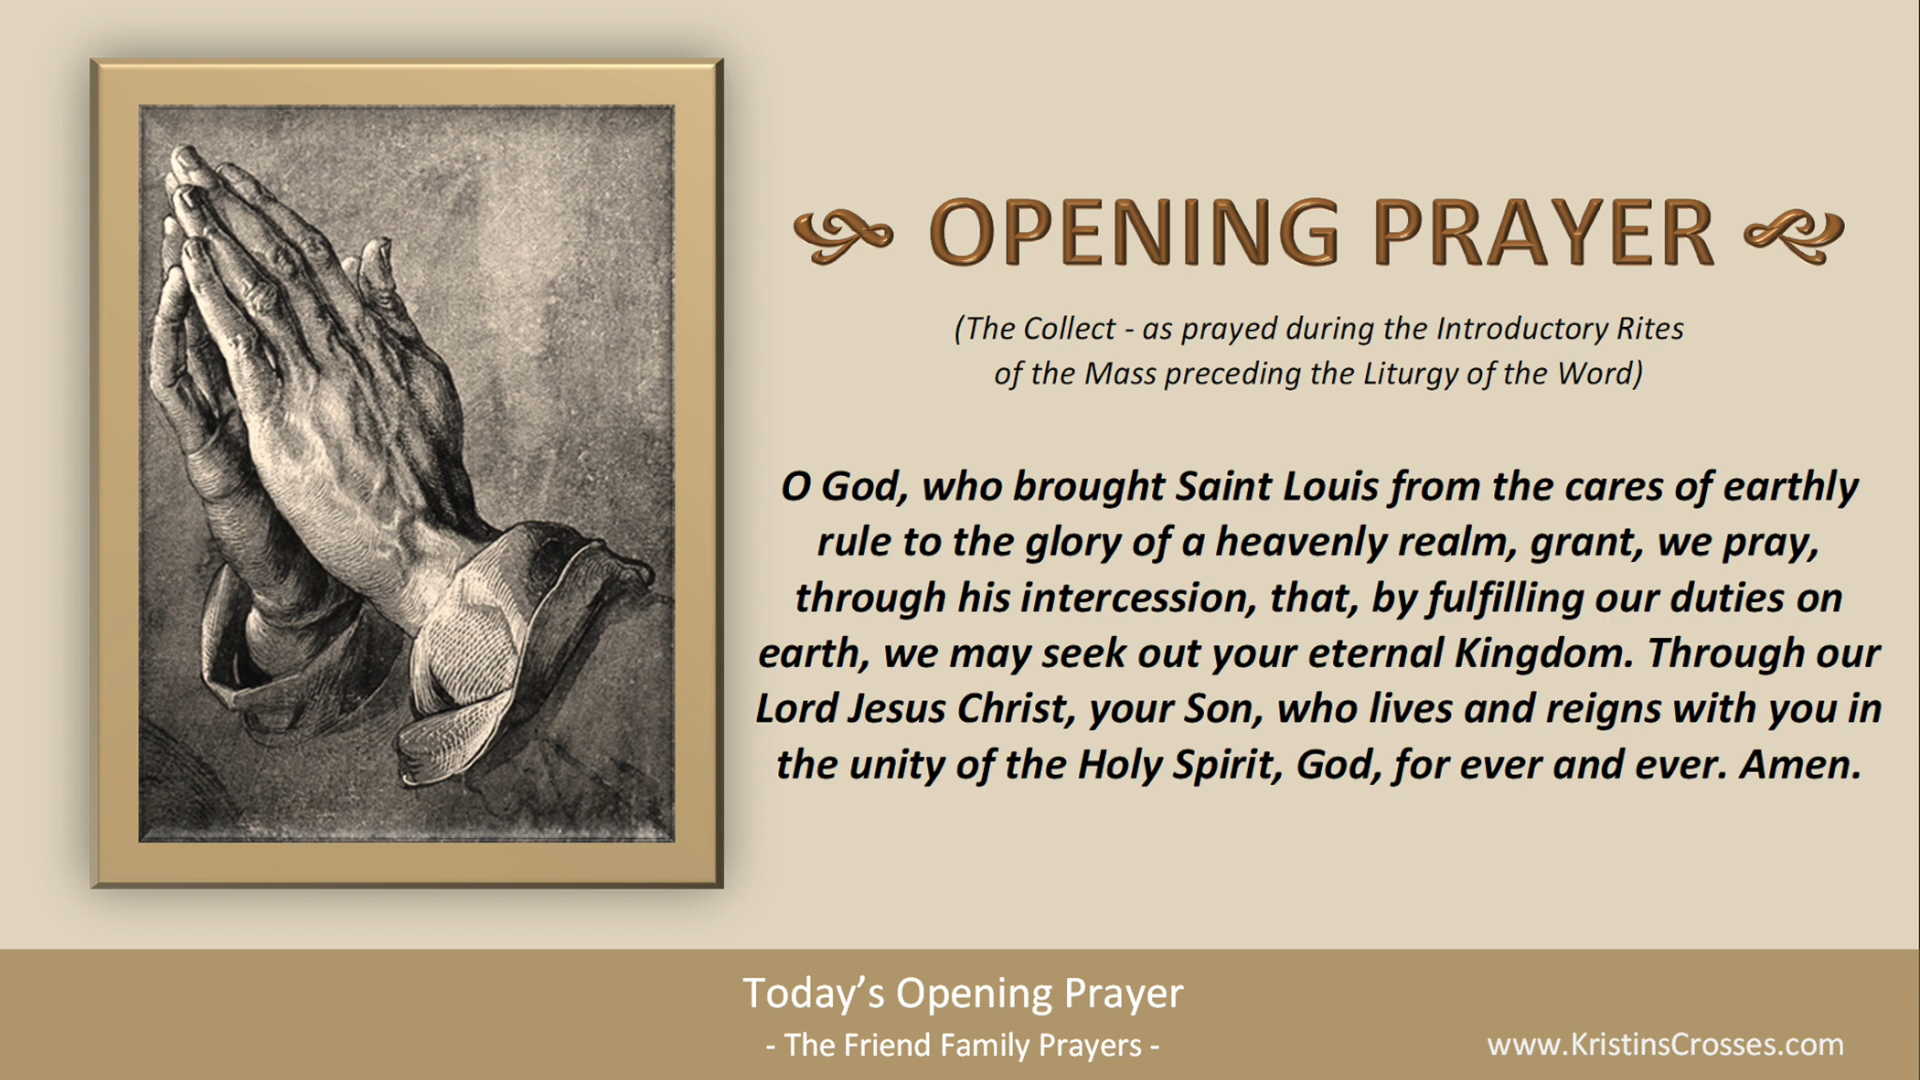 OPENING PRAYER
(The Collect - as prayed during the Introductory Rites
of the Mass preceding the Liturgy of the Word)
O God, who brought Saint Louis from the cares of earthly
rule to the glory of a heavenly realm, grant, we pray,
through his intercession, that, by fulfilling our duties on
earth, we may seek out your eternal Kingdom. Through our
Lord Jesus Christ, your Son, who lives and reigns with you in
the unity of the Holy Spirit, God, for ever and ever. Amen.
Today’s Opening Prayer
- The Friend Family Prayers -
www.KristinsCrosses.com